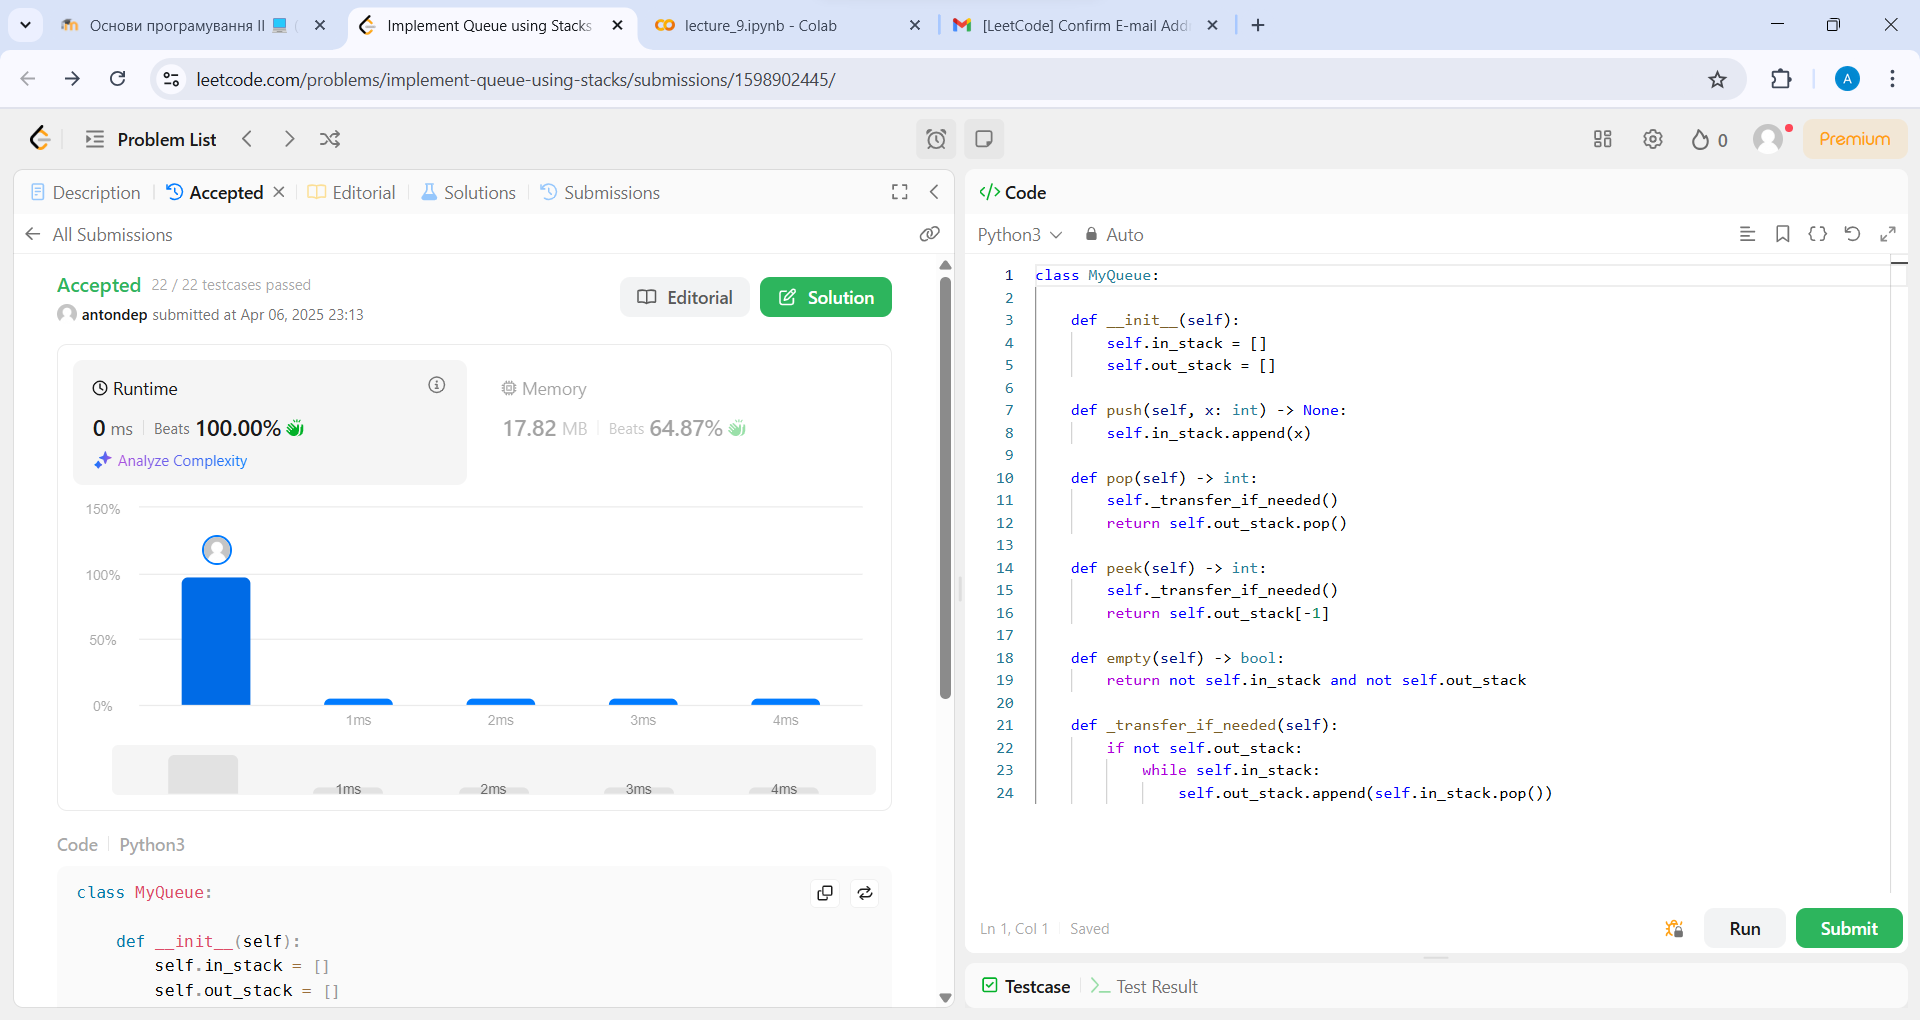 Основи програмування ІІ
Implement Queue using Stacks
lecture_9.ipynb - Colab
[LeetCode] Confirm E-mail Add
leetcode.com/problems/implement-queue-using-stacks/submissions/1598902445/
A
Problem List
0
Premium
Description
Accepted
Editorial
Solutions
Submissions
All Submissions
Accepted 22 / 22 testcases passed
antondep submitted at Apr 06, 2025 23:13
Editorial
Solution
Runtime
0 ms Beats 100.00%
Analyze Complexity
Memory
17.82 MB Beats 64.87%
150%
100%
50%
0%
1ms 2ms 3ms 4ms
1ms 2ms 3ms 4ms
Code Python3
class MyQueue:
def __init__(self):
self.in_stack = []
self.out_stack = []
</> Code
Python3 Auto
1 class MyQueue:
2
3 def __init__(self):
4 self.in_stack = []
5 self.out_stack = []
6
7 def push(self, x: int) -> None:
8 self.in_stack.append(x)
9
10 def pop(self) -> int:
11 self._transfer_if_needed()
12 return self.out_stack.pop()
13
14 def peek(self) -> int:
15 self._transfer_if_needed()
16 return self.out_stack[-1]
17
18 def empty(self) -> bool:
19 return not self.in_stack and not self.out_stack
20
21 def _transfer_if_needed(self):
22 if not self.out_stack:
23 while self.in_stack:
24 self.out_stack.append(self.in_stack.pop())
Ln 1, Col 1 Saved
Run
Submit
Testcase
Test Result